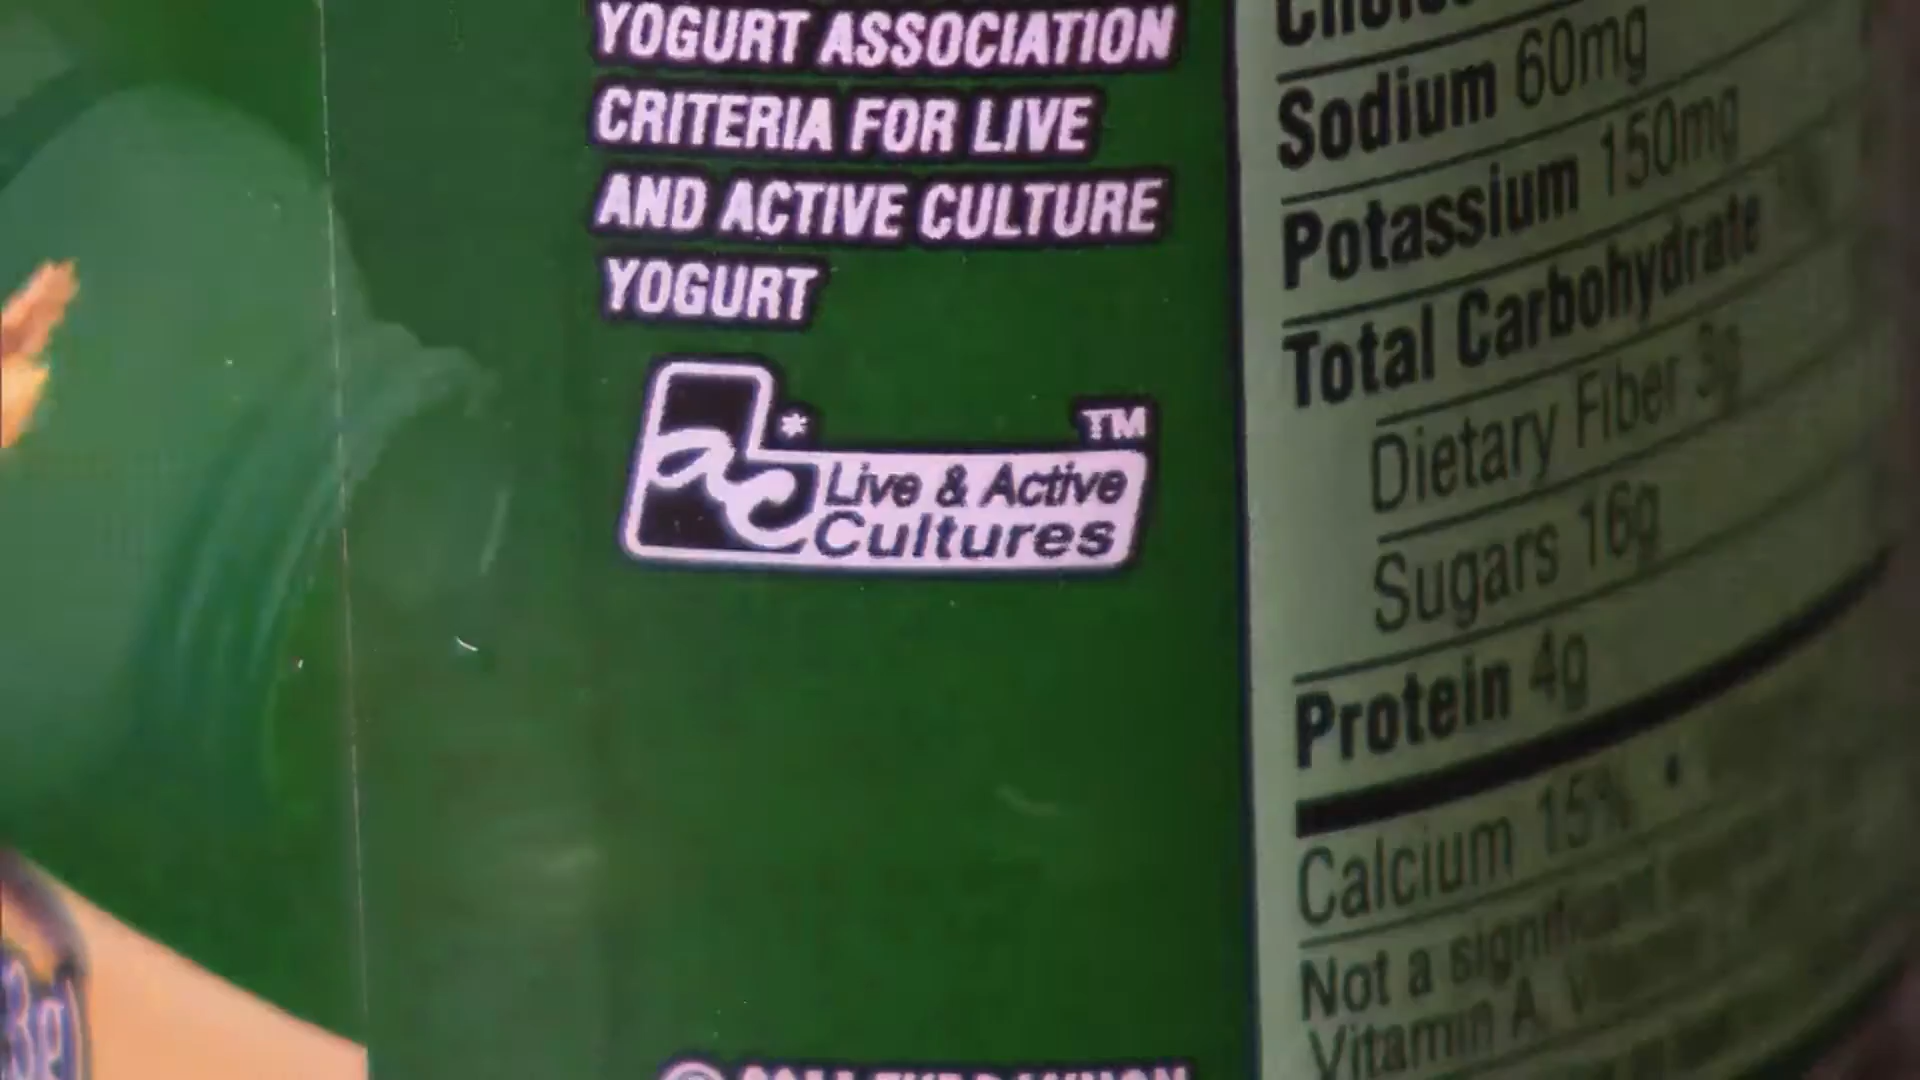 YOGURT ASSOCIATION
CRITERIA FOR LIVE
AND ACTIVE CULTURE
YOGURT
ac * TM
Live & Active
Cultures
Sodium 60mg
Potassium 150mg
Total Carbohydrate
Dietary Fiber 3g
Sugars 16g
Protein 4g
Calcium 15% •
Not a significant
Vitamin A,